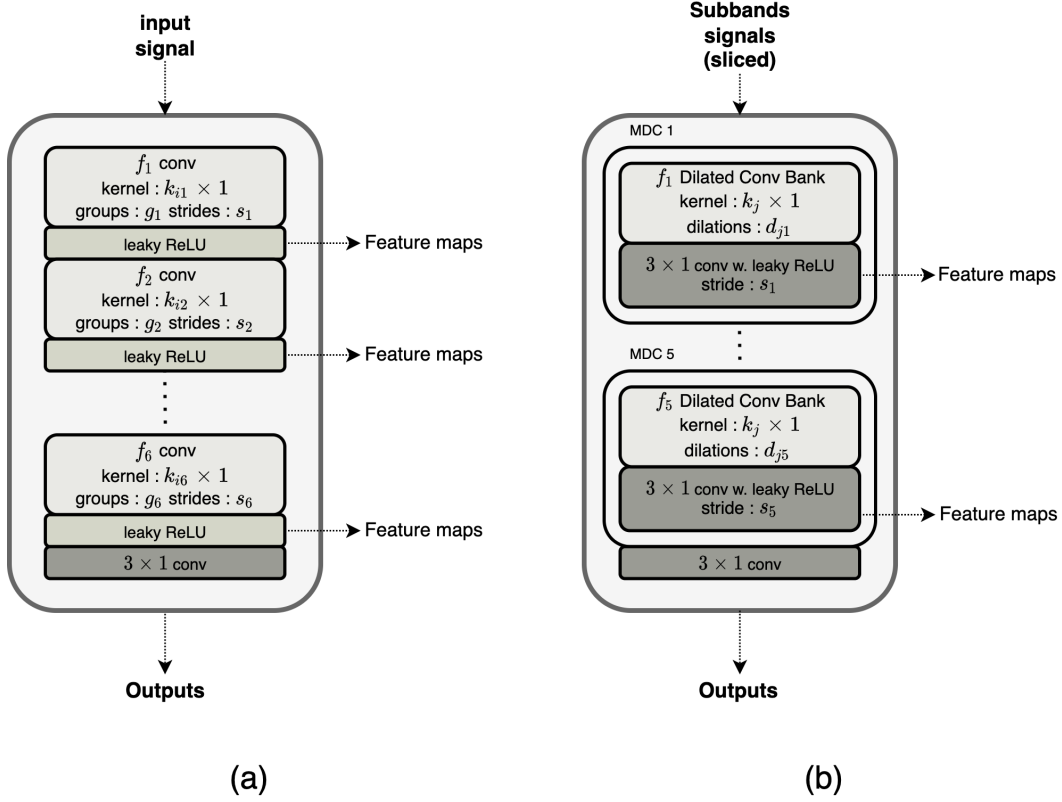 input
signal
f₁ conv
kernel : kᵢ₁ × 1
groups : g₁ strides : s₁
leaky ReLU
Feature maps
f₂ conv
kernel : kᵢ₂ × 1
groups : g₂ strides : s₂
leaky ReLU
Feature maps
f₆ conv
kernel : kᵢ₆ × 1
groups : g₆ strides : s₆
leaky ReLU
Feature maps
3 × 1 conv
Outputs
(a)
Subbands
signals
(sliced)
MDC 1
f₁ Dilated Conv Bank
kernel : kⱼ × 1
dilations : dⱼ₁
3 × 1 conv w. leaky ReLU
stride : s₁
Feature maps
MDC 5
f₅ Dilated Conv Bank
kernel : kⱼ × 1
dilations : dⱼ₅
3 × 1 conv w. leaky ReLU
stride : s₅
Feature maps
3 × 1 conv
Outputs
(b)